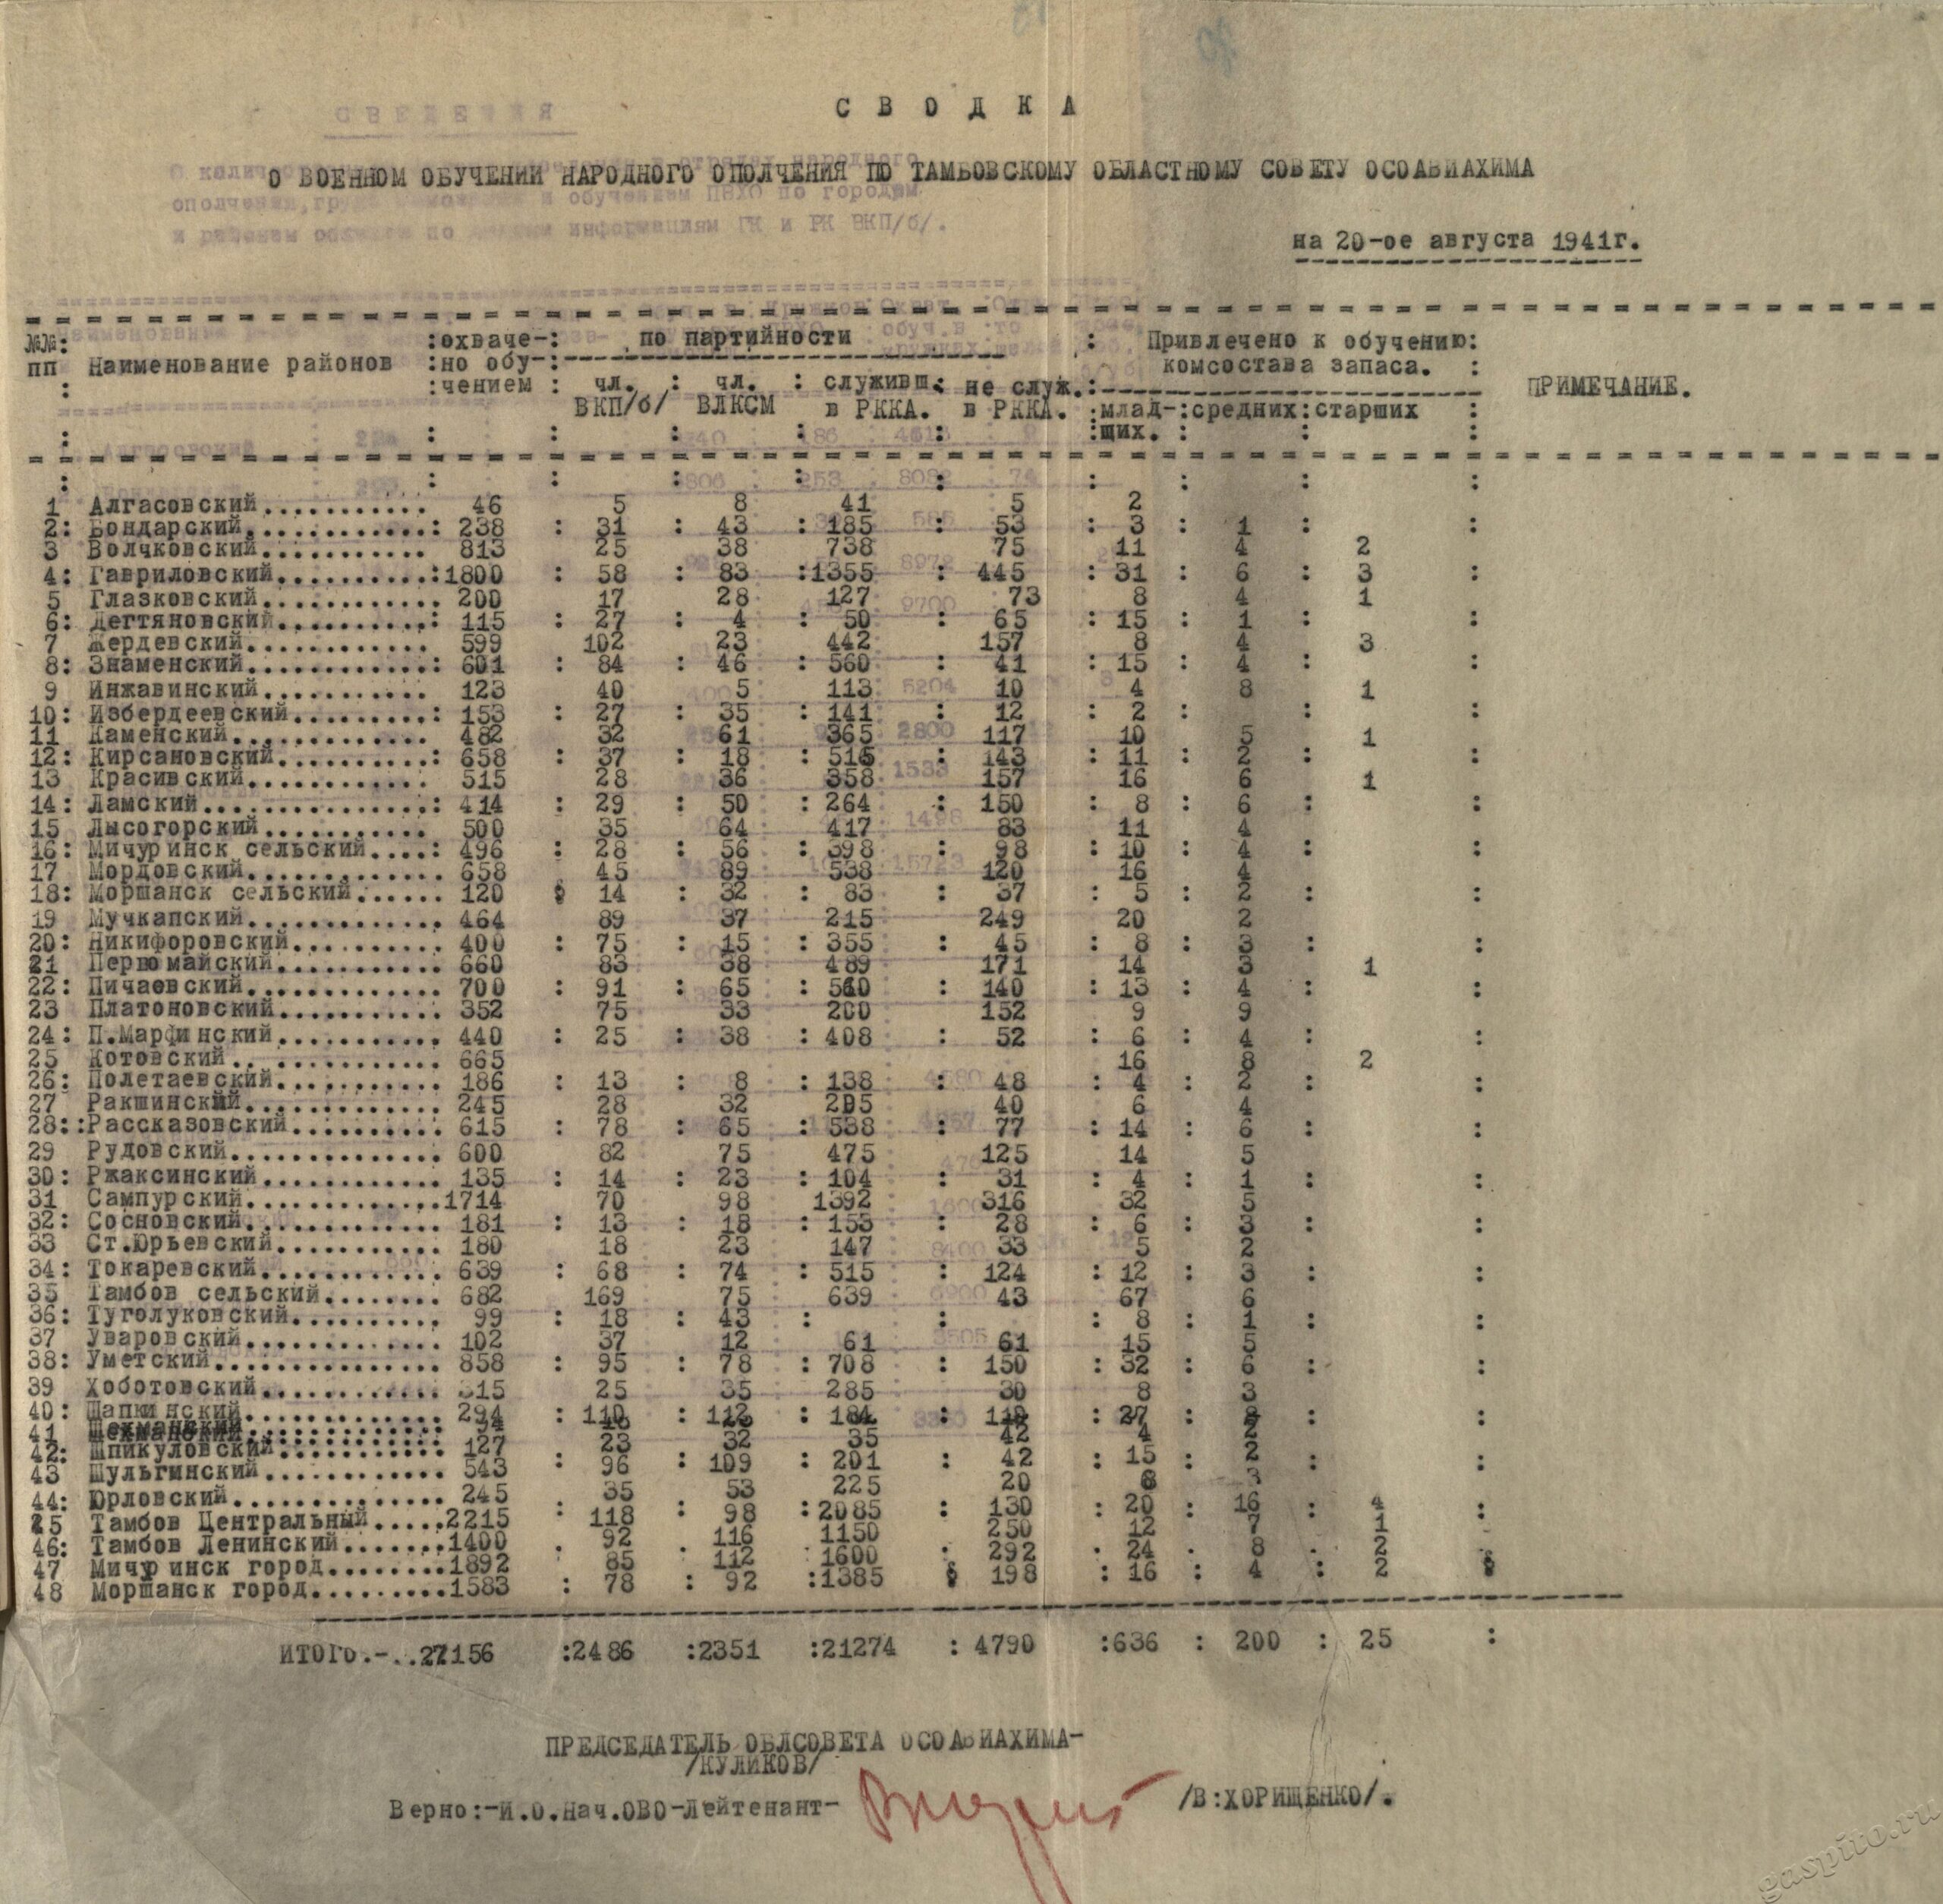 С В О Д К А
О ВОЕННОМ ОБУЧЕНИИ НАРОДНОГО ОПОЛЧЕНИЯ ПО ТАМБОВСКОМУ ОБЛАСТНОМУ СОВЕТУ ОСОАВИАХИМА
на 20-ое августа 1941г.
№№: :охваче-: по партийности : Привлечено к обучению:
пп Наименование районов :но обу-: комсостава запаса. :
: :чением : чл. : чл. : служивш.: не служ.: ПРИМЕЧАНИЕ.
ВКП/б/ ВЛКСМ в РККА. в РККА. :млад-:средних:старших :
:щих. :
1 Алгасовский........... 46 5 8 41 5 2
2: Бондарский............: 238 : 31 : 43 : 185 : 53 : 3 : 1 : :
3 Волчковский........... 813 25 38 738 75 11 4 2
4: Гавриловский..........:1800 : 58 : 83 :1355 : 445 : 31 : 6 : 3 :
5 Глазковский............ 200 17 28 127 73 8 4 1
6: Дегтяновский..........: 115 : 27 : 4 : 50 : 65 : 15 : 1 : :
7 Жердевский............ 599 102 23 442 157 8 4 3
8: Знаменский............: 601 : 84 : 46 : 560 : 41 : 15 : 4 : :
9 Инжавинский........... 123 40 5 113 10 4 8 1
10: Избердеевский.........: 153 : 27 : 35 : 141 : 12 : 2 : : :
11 Каменский............. 482 32 61 365 117 10 5 1
12: Кирсановский..........: 658 : 37 : 18 : 515 : 143 : 11 : 2 : :
13 Красивский............ 515 28 36 358 157 16 6 1
14: Ламский...............: 414 : 29 : 50 : 264 : 150 : 8 : 6 : :
15 Лысогорский........... 500 35 64 417 83 11 4
16: Мичуринск сельский....: 496 : 28 : 56 : 398 : 98 : 10 : 4 : :
17 Мордовский............. 658 45 89 538 120 16 4
18: Моршанск сельский...... 120 : 14 : 32 : 83 : 37 : 5 : 2 : :
19 Мучкапский............. 464 89 37 215 249 20 2
20: Никифоровский.......... 400 : 75 : 15 : 355 : 45 : 8 : 3 : :
21 Первомайский........... 660 83 38 489 171 14 3 1
22: Пичаевский............. 700 : 91 : 65 : 560 : 140 : 13 : 4 : :
23 Платоновский........... 352 75 33 200 152 9 9
24: П.Марфинский........... 440 : 25 : 38 : 408 : 52 : 6 : 4 : :
25 Котовский.............. 665 16 8 2
26: Полетаевский........... 186 : 13 : 8 : 138 : 48 : 4 : 2 : :
27 Ракшинский............. 245 28 32 205 40 6 4
28::Рассказовский.......... 615 : 78 : 65 : 538 : 77 : 14 : 6 : :
29 Рудовский.............. 600 82 75 475 125 14 5
30: Ржаксинский............ 135 : 14 : 23 : 104 : 31 : 4 : 1 : :
31 Сампурский.............1714 70 98 1392 316 32 5
32: Сосновский............. 181 : 13 : 18 : 153 : 28 : 6 : 3 : :
33 Ст.Юрьевский........... 180 18 23 147 33 5 2
34: Токаревский............ 639 : 68 : 74 : 515 : 124 : 12 : 3 : :
35 Тамбов сельский........ 682 169 75 639 43 67 6
36: Туголуковский.......... 99 : 18 : 43 : : : 8 : 1 : :
37 Уваровский............. 102 37 12 61 61 15 5
38: Уметский............... 858 : 95 : 78 : 708 : 150 : 32 : 6 : :
39 Хоботовский............ 315 25 35 285 30 8 3
40: Шапкинский............. 294 : 110 : 112 : 184 : 110 : 27 : : :
41 Шехманский............. 42 4 2
42: Шпикуловский........... 127 23 32 35 42 15 2
43 Шульгинский............ 543 : 96 : 109 : 201 : 42 : : :
44: Юрловский.............. 245 35 53 225 20 6 3
45 Тамбов Центральный.....2215 : 118 : 98 :2085 : 130 : 20 : 16 : 4 :
46: Тамбов Ленинский.......1400 92 116 1150 250 12 7 1
47 Мичуринск город........1892 85 112 1600 292 24 8 2
48 Моршанск город.........1583 : 78 : 92 :1385 : 198 : 16 : 4 : 2 :
ИТОГО.-..27156 :2486 :2351 :21274 : 4790 :636 : 200 : 25 :
ПРЕДСЕДАТЕЛЬ ОБЛСОВЕТА ОСОАВИАХИМА-
/КУЛИКОВ/
Верно:-И.О.Нач.ОВО-Лейтенант- /В:ХОРИЩЕНКО/.
gaspito.ru